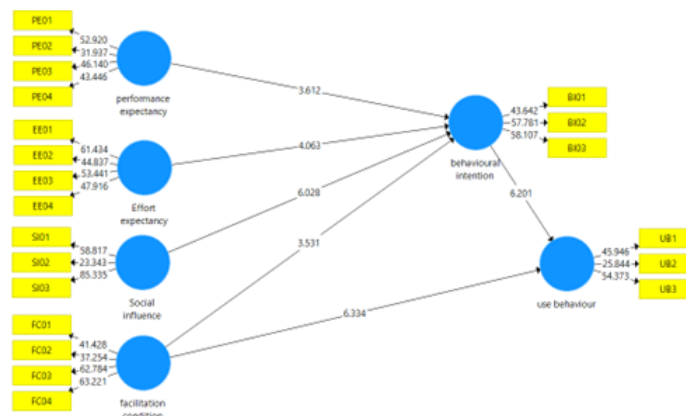 PE01
PE02
PE03
PE04
52.920
31.937
46.140
43.446
performance
expectancy
EE01
EE02
EE03
EE04
61.434
44.837
53.441
47.916
Effort
expectancy
SI01
SI02
SI03
58.817
23.343
85.335
Social
influence
FC01
FC02
FC03
FC04
41.428
37.254
62.784
63.221
facilitation
condition
3.612
4.063
6.028
3.531
6.334
behavioural
intention
43.642
57.781
58.107
BI01
BI02
BI03
6.201
use behaviour
45.946
25.844
54.373
UB1
UB2
UB3